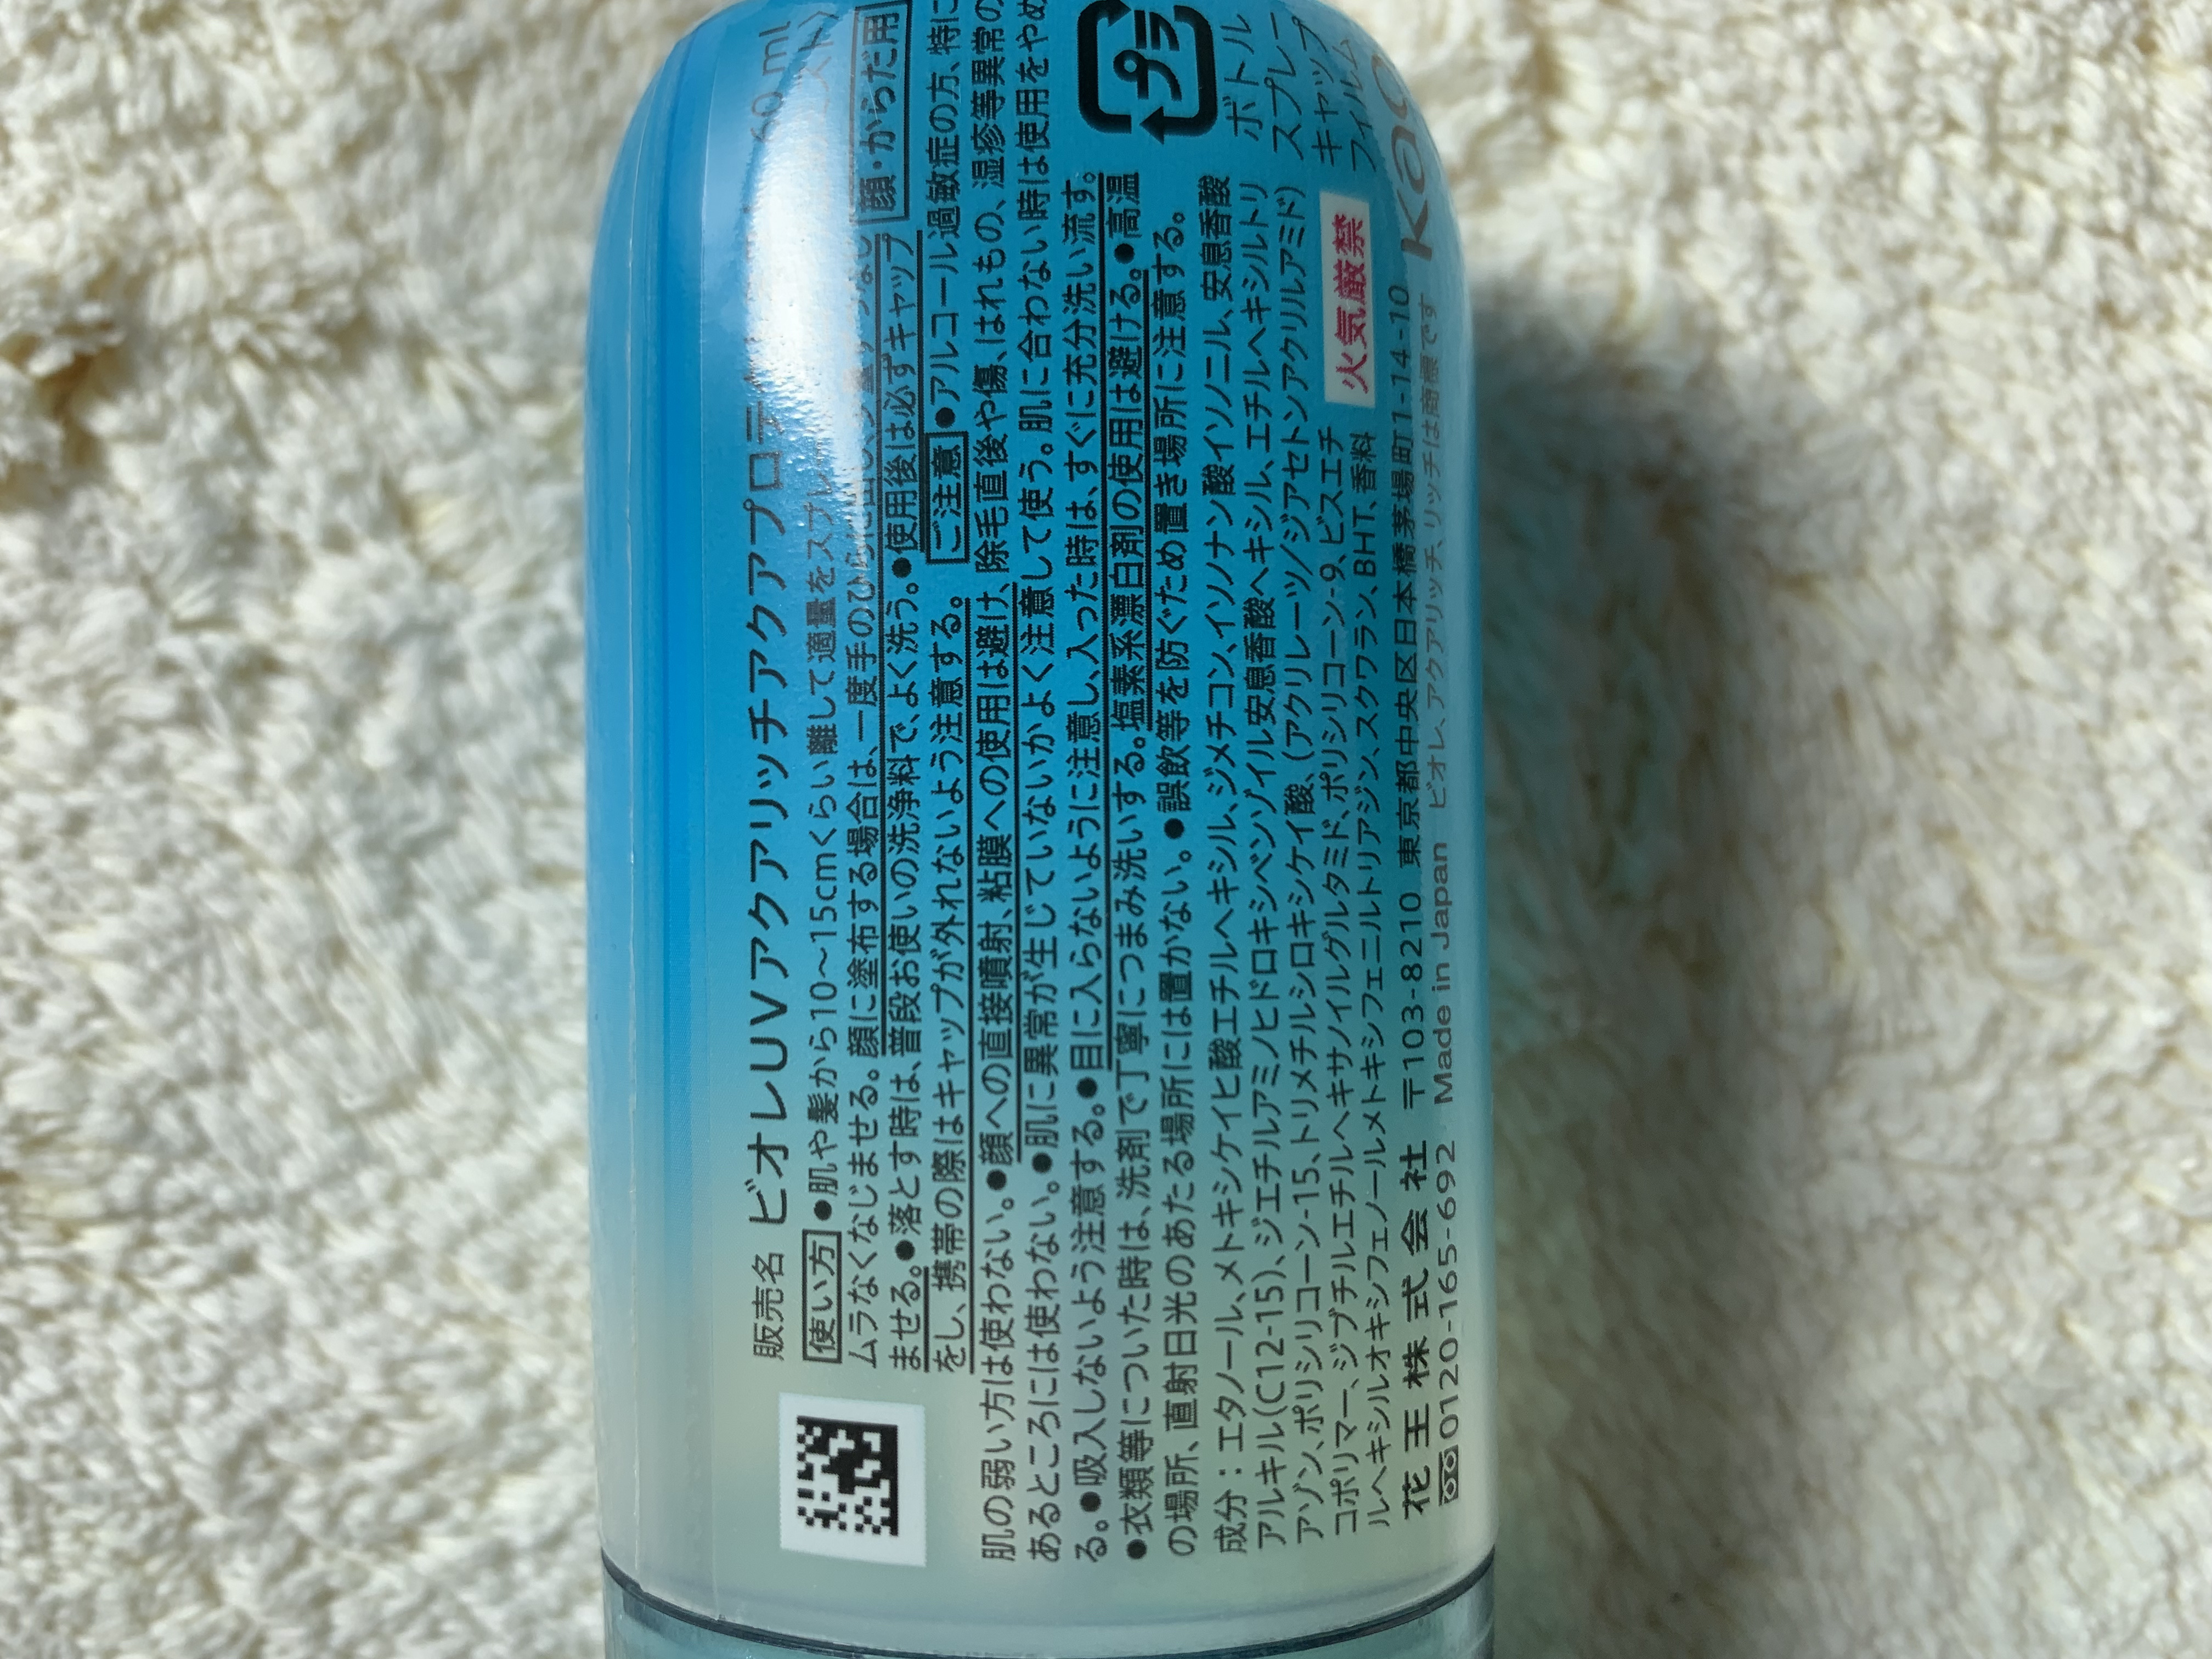 販売名 ビオレUVアクアリッチアクアプロテ
60mL
使い方 ●肌や髪から10～15cmくらい離して適量をスプレー
ムラなくなじませる。顔に塗布する場合は、一度手のひらに
顔・からだ用
ませる。●落とす時は、普段お使いの洗浄料で、よく洗う。●使用後は必ずキャップ
をし、携帯の際はキャップが外れないよう注意する。 ご注意 ●アルコール過敏症の方、特に
肌の弱い方は使わない。●顔への直接噴射、粘膜への使用は避け、除毛直後や傷、はれもの、湿疹等異常の
あるところには使わない。●肌に異常が生じていないかよく注意して使う。肌に合わない時は使用をやめ
る。●吸入しないよう注意する。●目に入らないように注意し、入った時は、すぐに充分洗い流す。
●衣類等についた時は、洗剤で丁寧につまみ洗いする。塩素系漂白剤の使用は避ける。●高温
の場所、直射日光のあたる場所には置かない。●誤飲等を防ぐため置き場所に注意する。
成分：エタノール、メトキシケイヒ酸エチルヘキシル、ジメチコン、イソノナン酸イソノニル、安息香酸
アルキル(C12-15)、ジエチルアミノヒドロキシベンゾイル安息香酸ヘキシル、エチルヘキシルトリ
アゾン、ポリシリコーン-15、トリメチルシロキシケイ酸、(アクリレーツ/ジアセトンアクリルアミド)
コポリマー、ジブチルエチルヘキサノイルグルタミド、ポリシリコーン-9、ビスエチ
ルヘキシルオキシフェノールメトキシフェニルトリアジン、スクワラン、BHT、香料
火気厳禁
プラ
ボトル
スプレー
キャップ
フィルム
花王株式会社 〒103-8210 東京都中央区日本橋茅場町1-14-10
Kao
0120-165-692 Made in Japan ビオレ、アクアリッチ、リッチは商標です